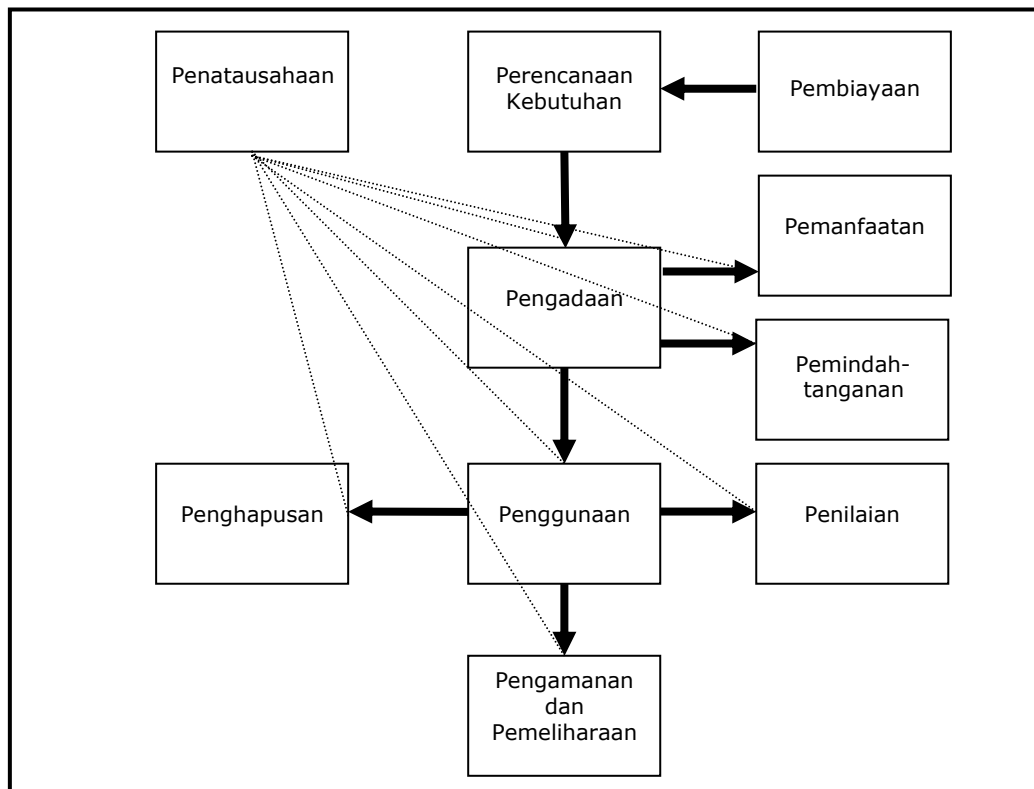 Penatausahaan
Perencanaan
Kebutuhan
Pembiayaan
Pemanfaatan
Pengadaan
Pemindah-
tanganan
Penghapusan
Penggunaan
Penilaian
Pengamanan
dan
Pemeliharaan